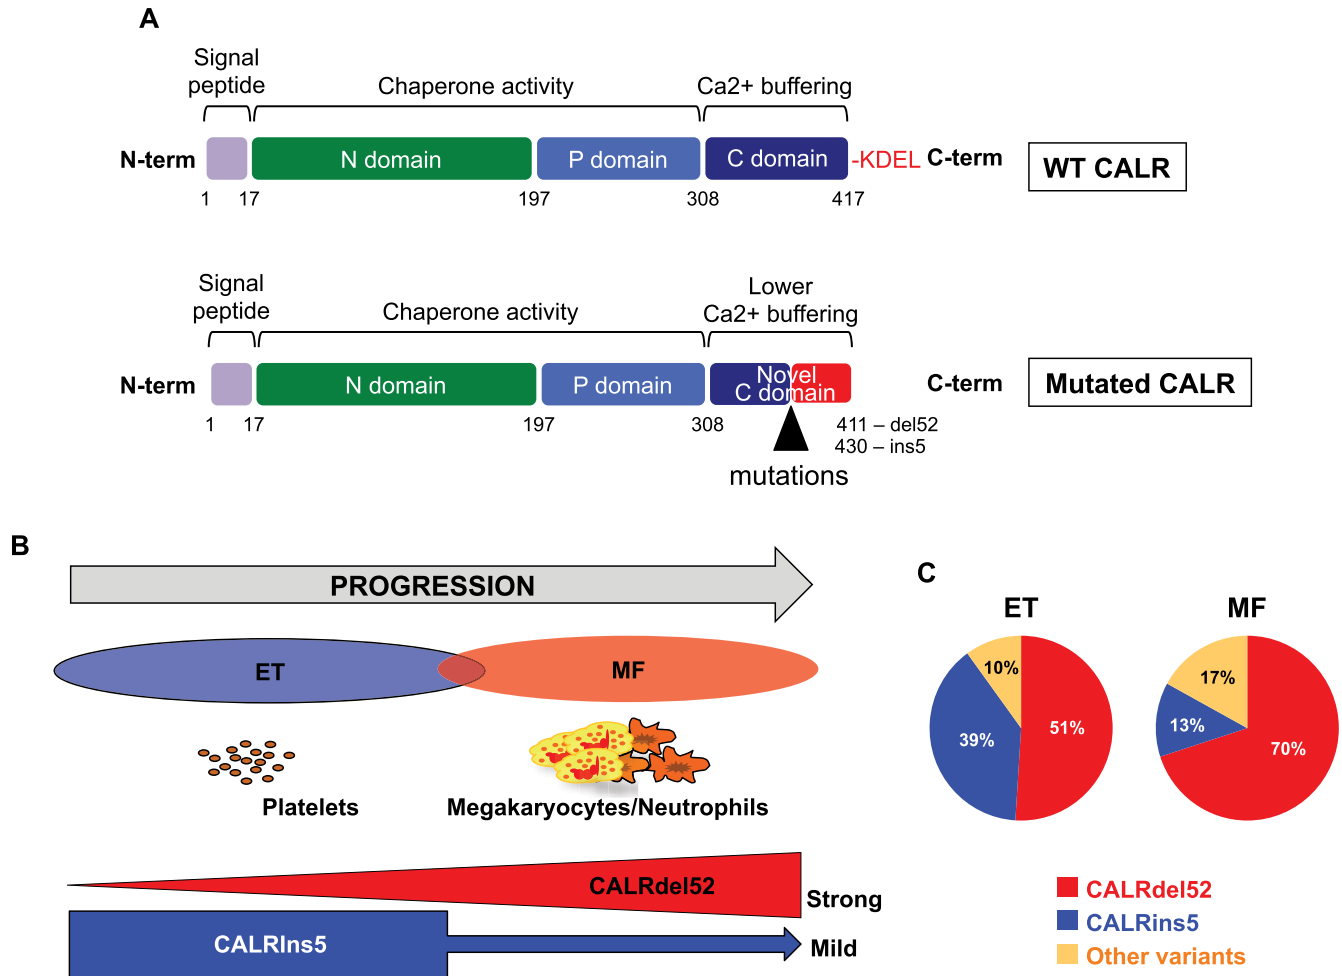 A
Signal
peptide
Chaperone activity
Ca2+ buffering
N-term
N domain
P domain
C domain
-KDEL
C-term
WT CALR
1
17
197
308
417
Signal
peptide
Chaperone activity
Lower
Ca2+ buffering
N-term
N domain
P domain
Novel
C domain
C-term
Mutated CALR
1
17
197
308
411 – del52
430 – ins5
mutations
B
PROGRESSION
ET
MF
Platelets
Megakaryocytes/Neutrophils
CALRdel52
Strong
CALRIns5
Mild
C
ET
MF
10%
39%
51%
17%
13%
70%
CALRdel52
CALRins5
Other variants